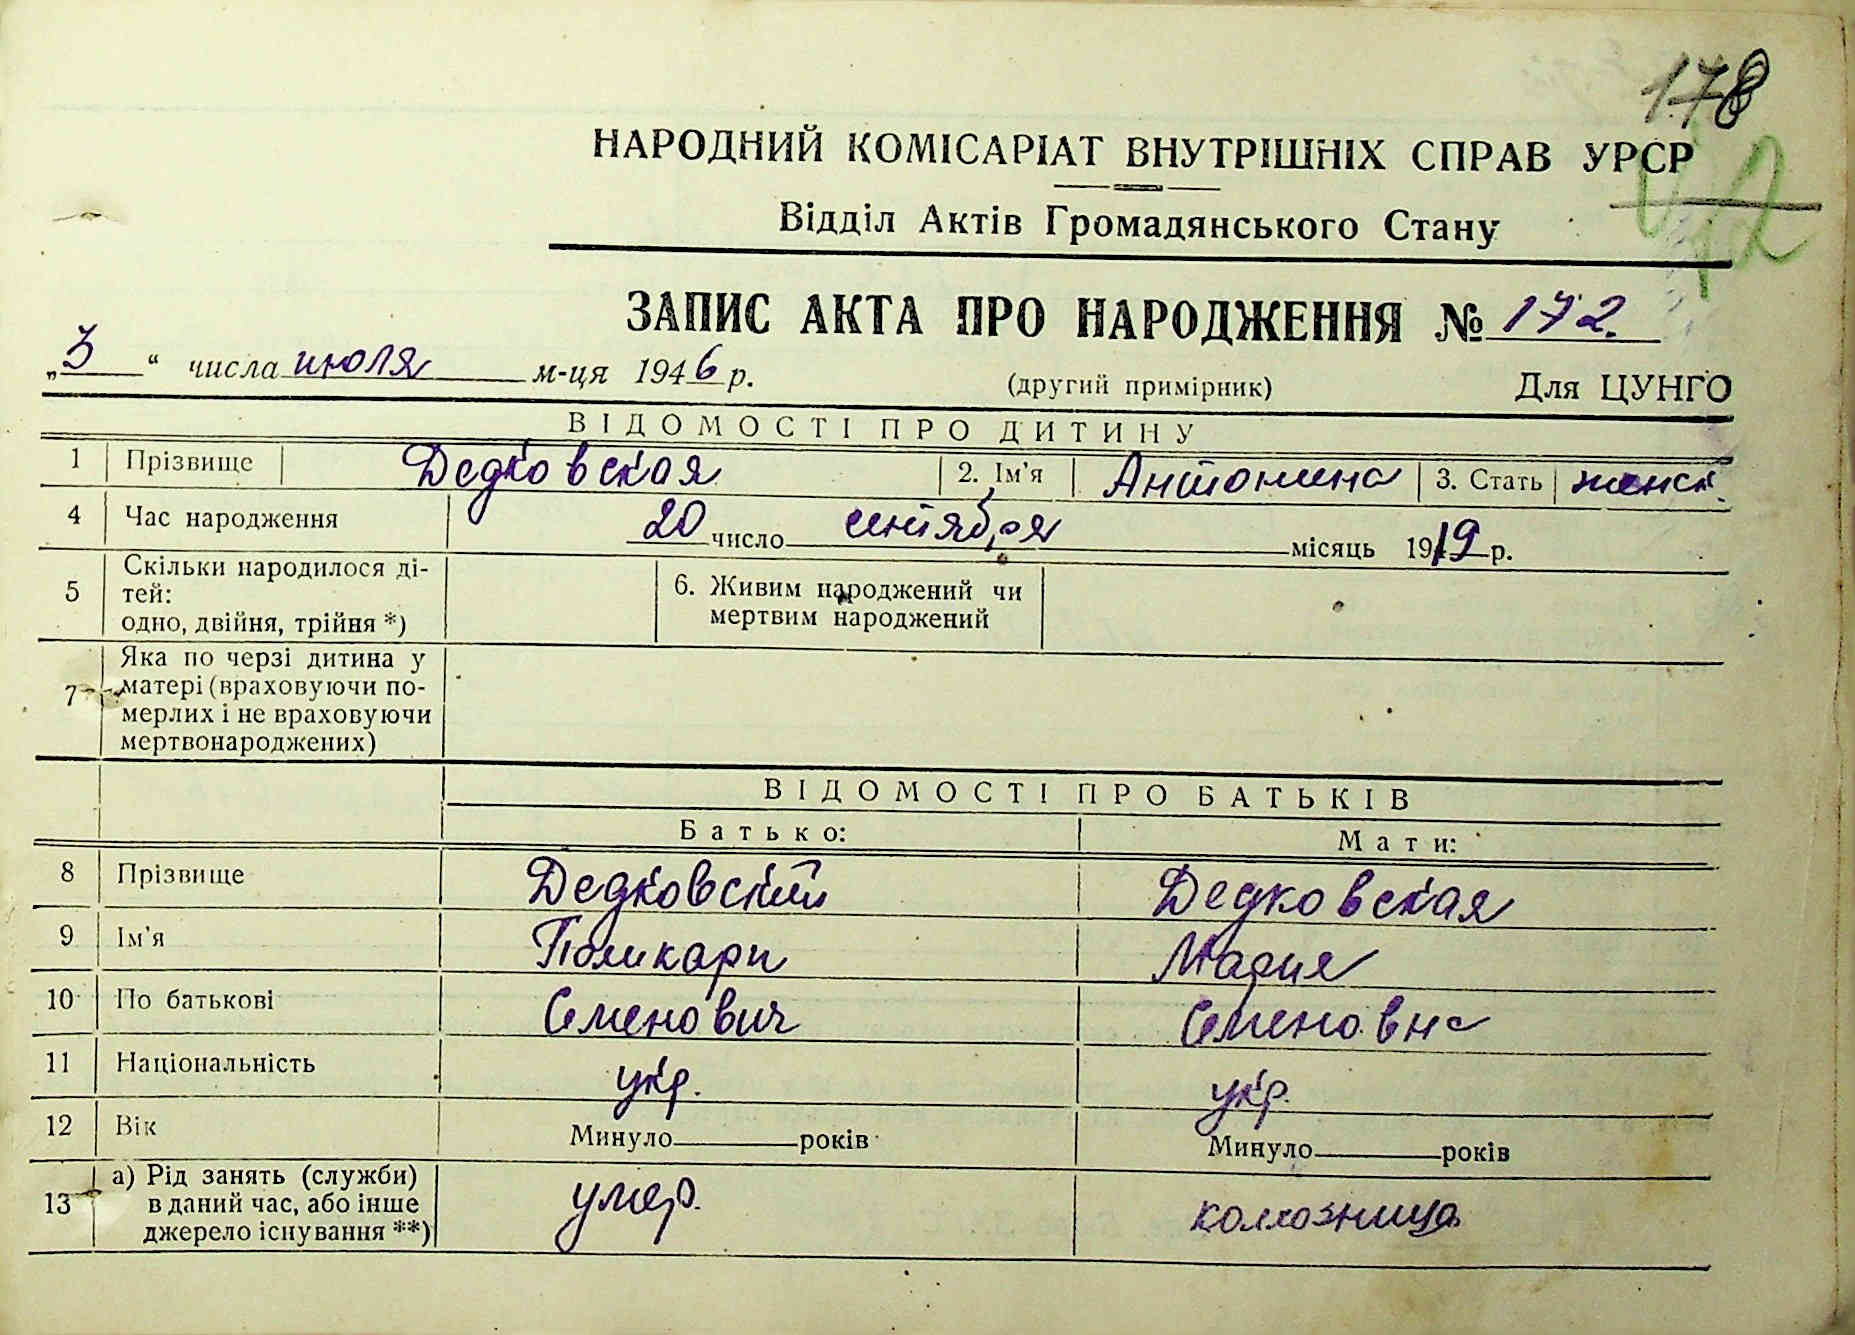 178
НАРОДНИЙ КОМІСАРІАТ ВНУТРІШНІХ СПРАВ УРСР
Відділ Актів Громадянського Стану
ЗАПИС АКТА ПРО НАРОДЖЕННЯ № 172.
„3“ числа июля м-ця 1946 р. (другий примірник) Для ЦУНГО
ВІДОМОСТІ ПРО ДИТИНУ
1 Прізвище Дедковская 2. Ім'я Антонина 3. Стать женск.
4 Час народження 20 число сентября місяць 1919 р.
5 Скільки народилося ді-
тей:
одно, двійня, трійня *)
6. Живим народжений чи
мертвим народжений
7 Яка по черзі дитина у
матері (враховуючи по-
мерлих і не враховуючи
мертвонароджених)
ВІДОМОСТІ ПРО БАТЬКІВ
Батько: Мати:
8 Прізвище Дедковский Дедковская
9 Ім'я Поликарп Мария
10 По батькові Семенович Семеновна
11 Національність укр. укр.
12 Вік Минуло років Минуло років
13 а) Рід занять (служби)
в даний час, або інше
джерело існування **)
умер. колхозница